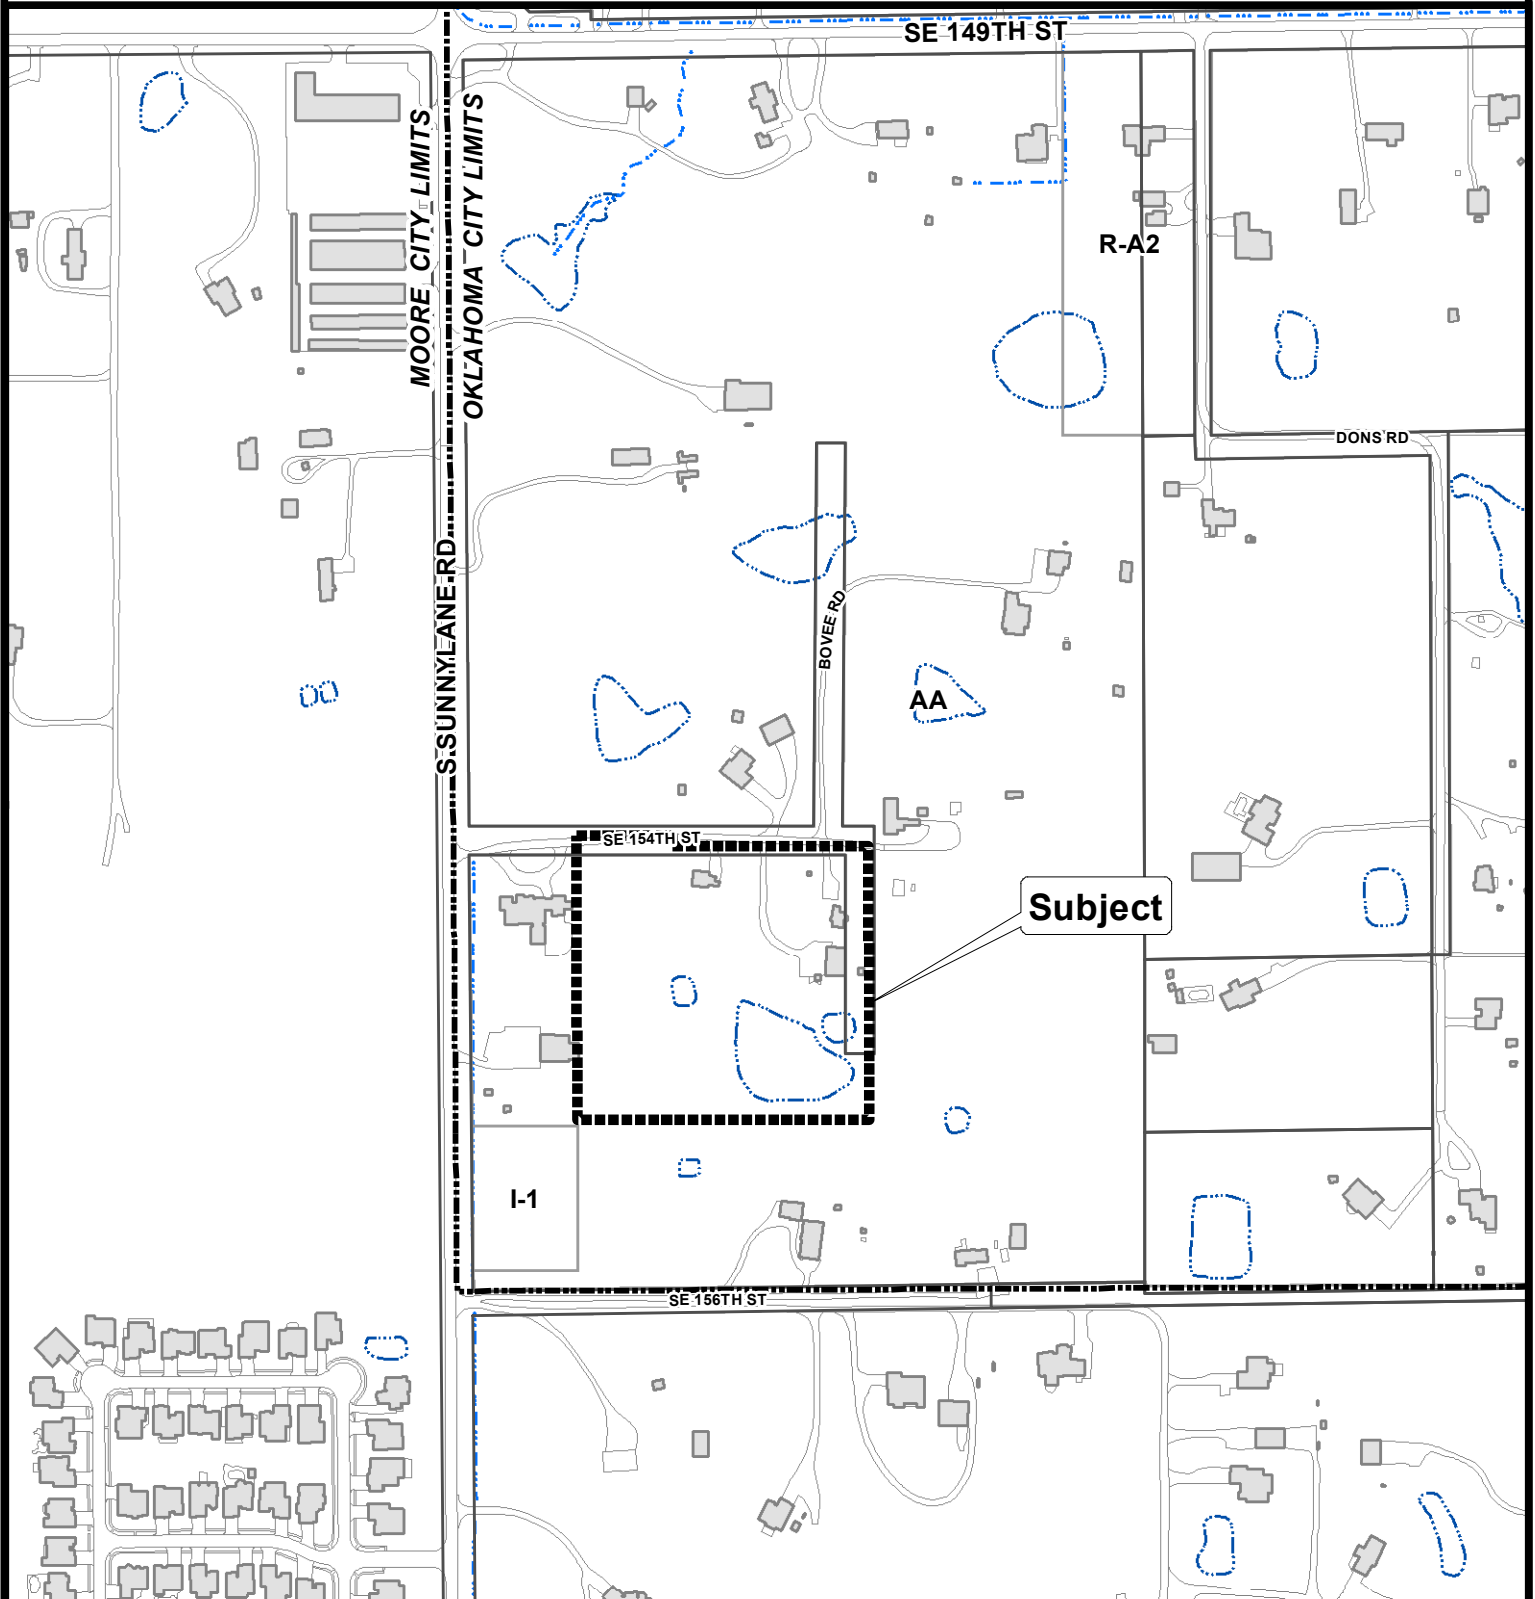 SE 149TH ST
MOORE CITY LIMITS
OKLAHOMA CITY LIMITS
R-A2
DONS RD
S SUNNYLANE RD
BOVEE RD
AA
SE 154TH ST
Subject
I-1
SE 156TH ST